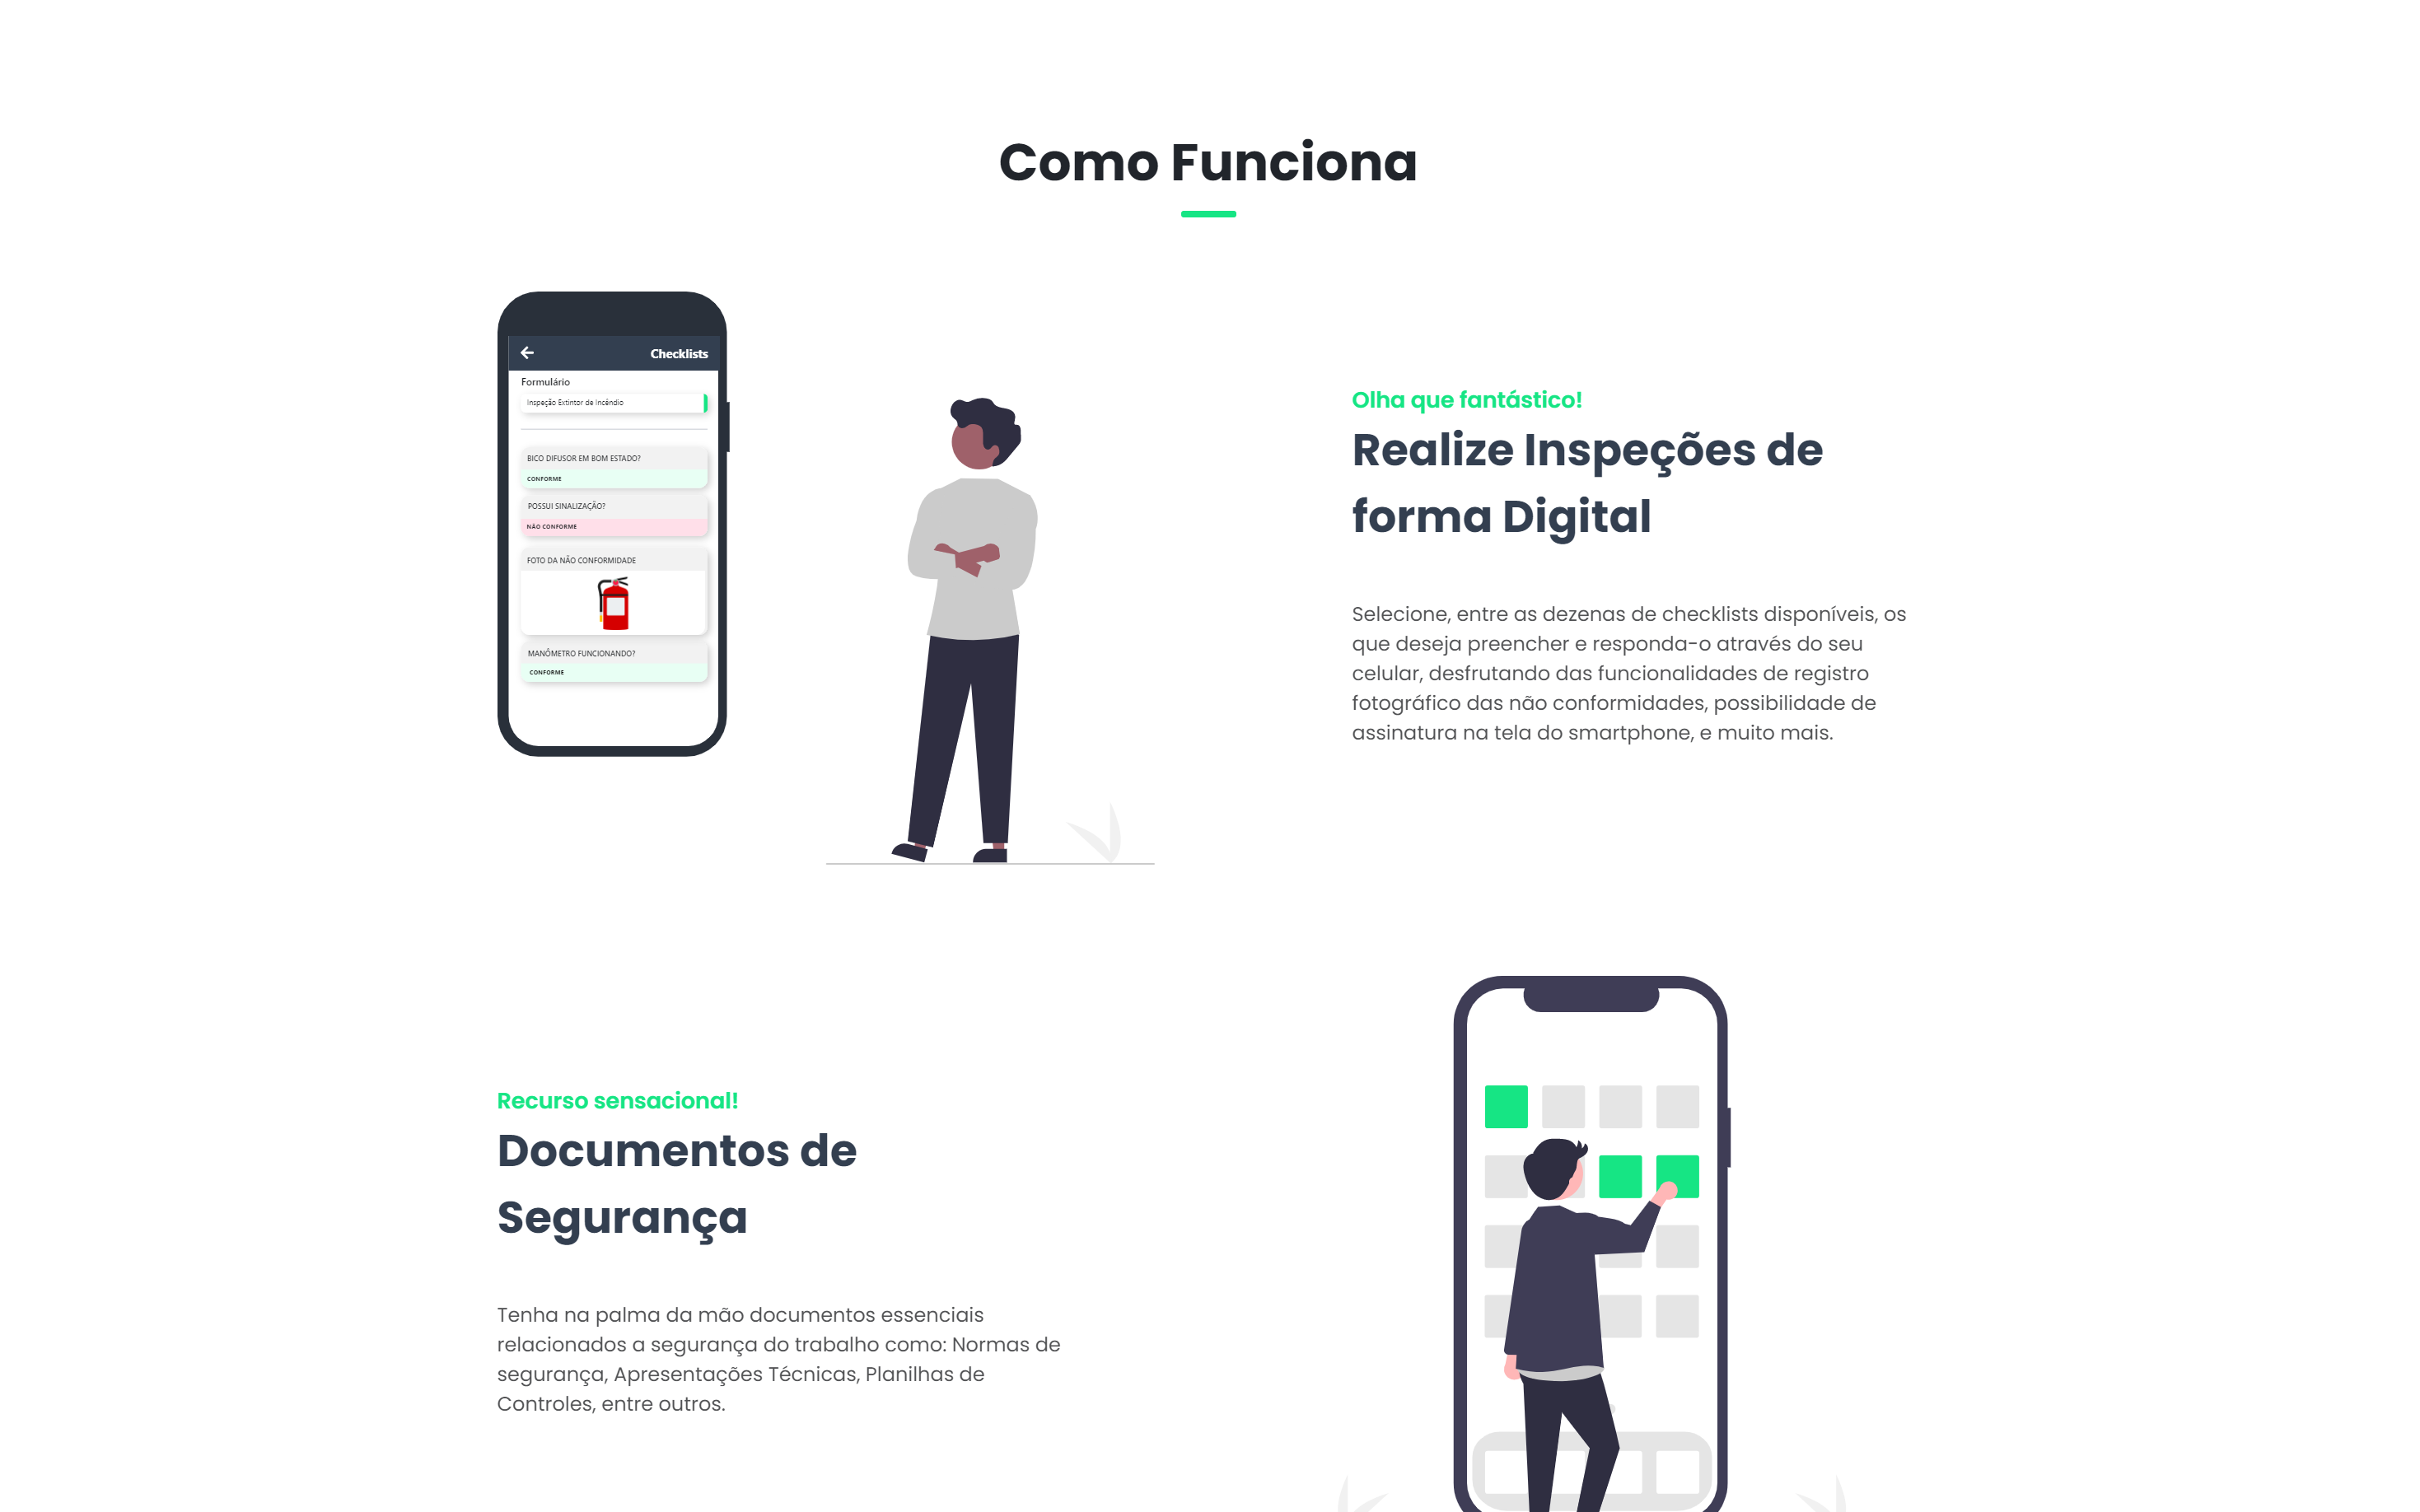 Como Funciona
Checklists
Formulário
Inspeção Extintor de Incêndio
BICO DIFUSOR EM BOM ESTADO?
CONFORME
POSSUI SINALIZAÇÃO?
NÃO CONFORME
FOTO DA NÃO CONFORMIDADE
MANÔMETRO FUNCIONANDO?
CONFORME
Olha que fantástico!
Realize Inspeções de
forma Digital
Selecione, entre as dezenas de checklists disponíveis, os
que deseja preencher e responda-o através do seu
celular, desfrutando das funcionalidades de registro
fotográfico das não conformidades, possibilidade de
assinatura na tela do smartphone, e muito mais.
Recurso sensacional!
Documentos de
Segurança
Tenha na palma da mão documentos essenciais
relacionados a segurança do trabalho como: Normas de
segurança, Apresentações Técnicas, Planilhas de
Controles, entre outros.